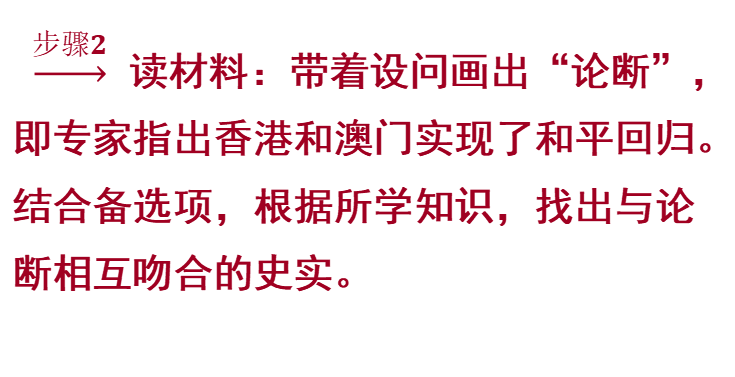 步骤2
读材料：带着设问画出“论断”，
即专家指出香港和澳门实现了和平回归。
结合备选项，根据所学知识，找出与论
断相互吻合的史实。